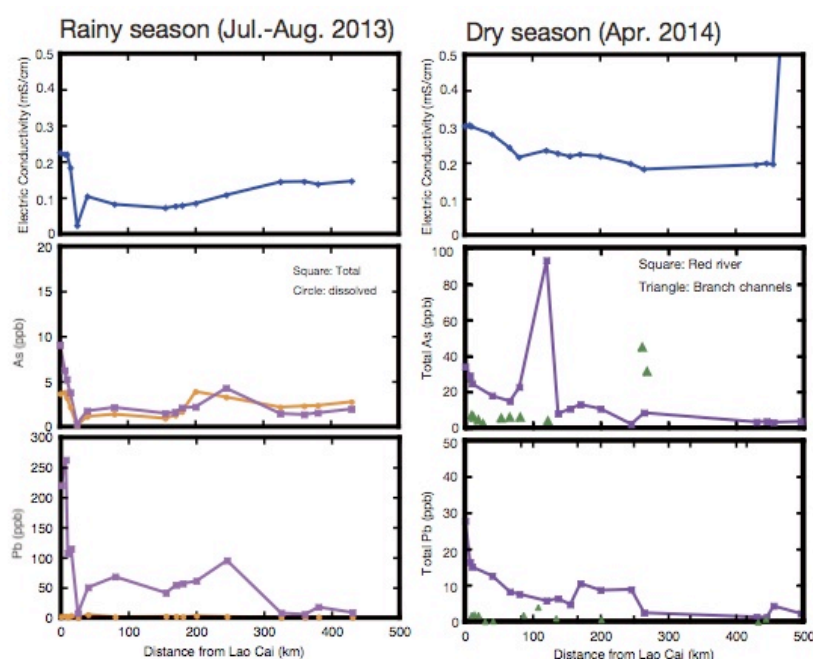 Rainy season (Jul.-Aug. 2013)
Dry season (Apr. 2014)
Electric Conductivity (mS/cm)
0.5
0.4
0.3
0.2
0.1
0
Electric Conductivity (mS/cm)
0.5
0.4
0.3
0.2
0.1
0
As (ppb)
20
15
10
5
0
Square: Total
Circle: dissolved
Total As (ppb)
100
80
60
40
20
0
Square: Red river
Triangle: Branch channels
Pb (ppb)
300
250
200
150
100
50
0
0 100 200 300 400 500
Distance from Lao Cai (km)
Total Pb (ppb)
50
40
30
20
10
0
0 100 200 300 400 500
Distance from Lao Cai (km)